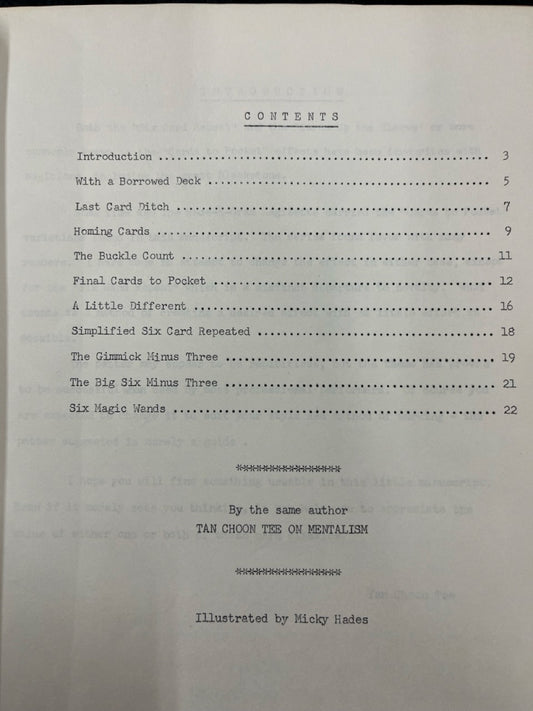 CONTENTS
Introduction .................................................. 3
With a Borrowed Deck .......................................... 5
Last Card Ditch ............................................... 7
Homing Cards .................................................. 9
The Buckle Count .............................................. 11
Final Cards to Pocket ......................................... 12
A Little Different ............................................ 16
Simplified Six Card Repeated .................................. 18
The Gimmick Minus Three ....................................... 19
The Big Six Minus Three ....................................... 21
Six Magic Wands ............................................... 22
*****************
By the same author
TAN CHOON TEE ON MENTALISM
*****************
Illustrated by Micky Hades